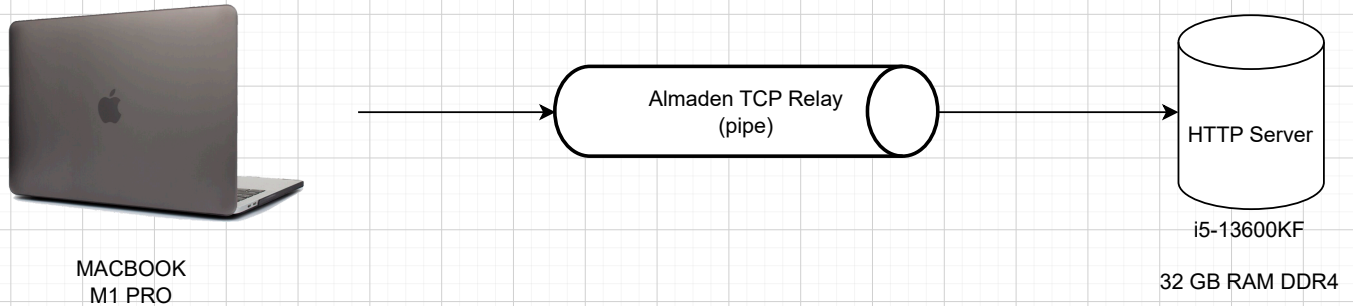 Almaden TCP Relay
(pipe)
HTTP Server
i5-13600KF
32 GB RAM DDR4
MACBOOK
M1 PRO